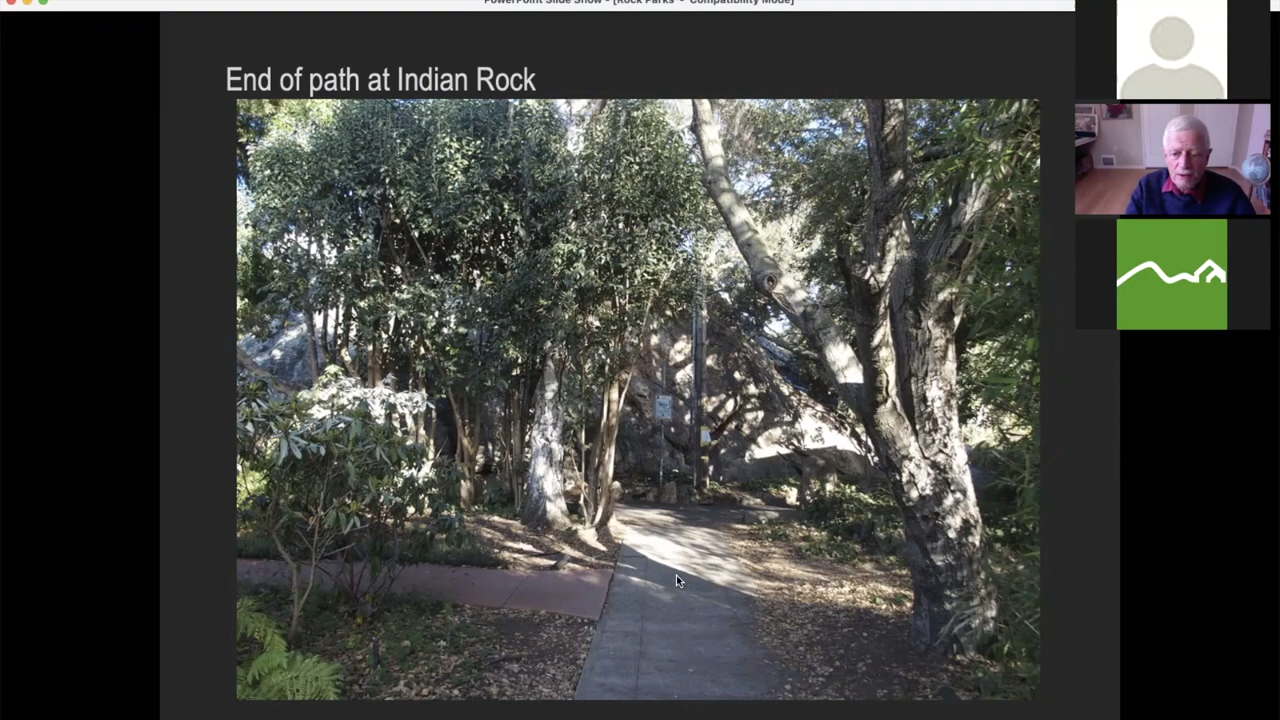 PowerPoint Slide Show - [Rock Parks - Compatibility Mode]
End of path at Indian Rock